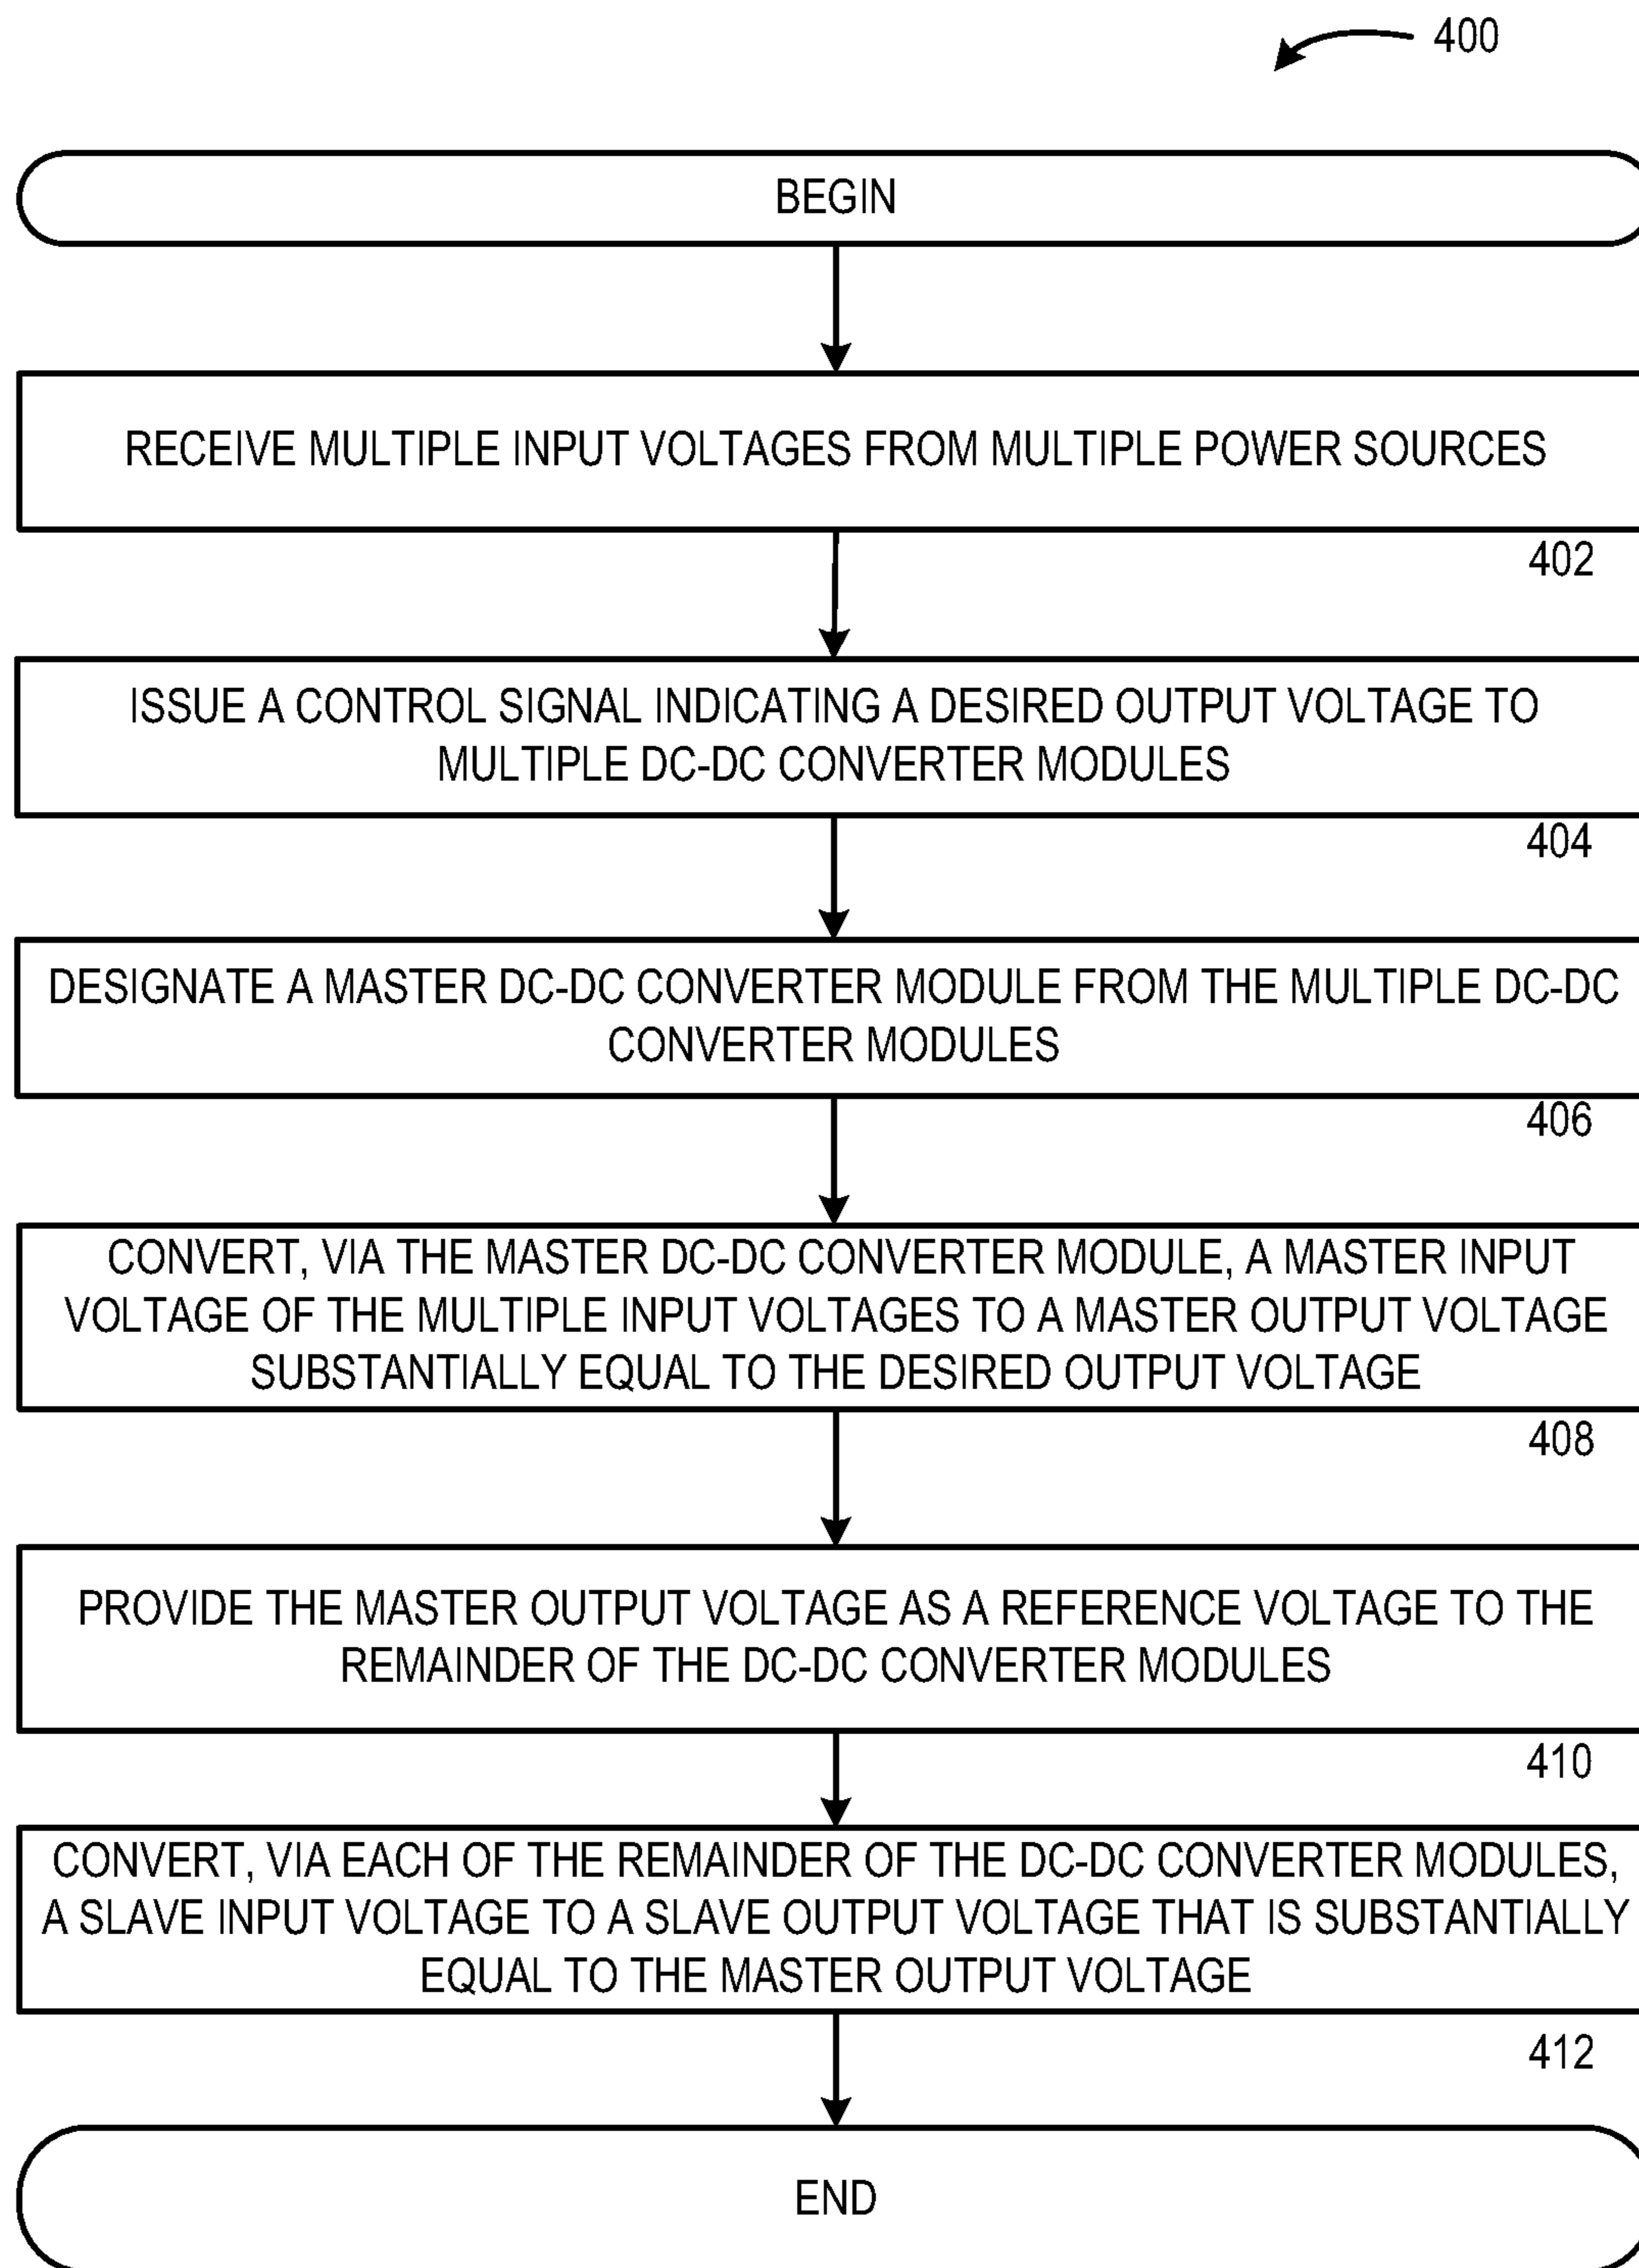 400
BEGIN
RECEIVE MULTIPLE INPUT VOLTAGES FROM MULTIPLE POWER SOURCES
402
ISSUE A CONTROL SIGNAL INDICATING A DESIRED OUTPUT VOLTAGE TO
MULTIPLE DC-DC CONVERTER MODULES
404
DESIGNATE A MASTER DC-DC CONVERTER MODULE FROM THE MULTIPLE DC-DC
CONVERTER MODULES
406
CONVERT, VIA THE MASTER DC-DC CONVERTER MODULE, A MASTER INPUT
VOLTAGE OF THE MULTIPLE INPUT VOLTAGES TO A MASTER OUTPUT VOLTAGE
SUBSTANTIALLY EQUAL TO THE DESIRED OUTPUT VOLTAGE
408
PROVIDE THE MASTER OUTPUT VOLTAGE AS A REFERENCE VOLTAGE TO THE
REMAINDER OF THE DC-DC CONVERTER MODULES
410
CONVERT, VIA EACH OF THE REMAINDER OF THE DC-DC CONVERTER MODULES,
A SLAVE INPUT VOLTAGE TO A SLAVE OUTPUT VOLTAGE THAT IS SUBSTANTIALLY
EQUAL TO THE MASTER OUTPUT VOLTAGE
412
END